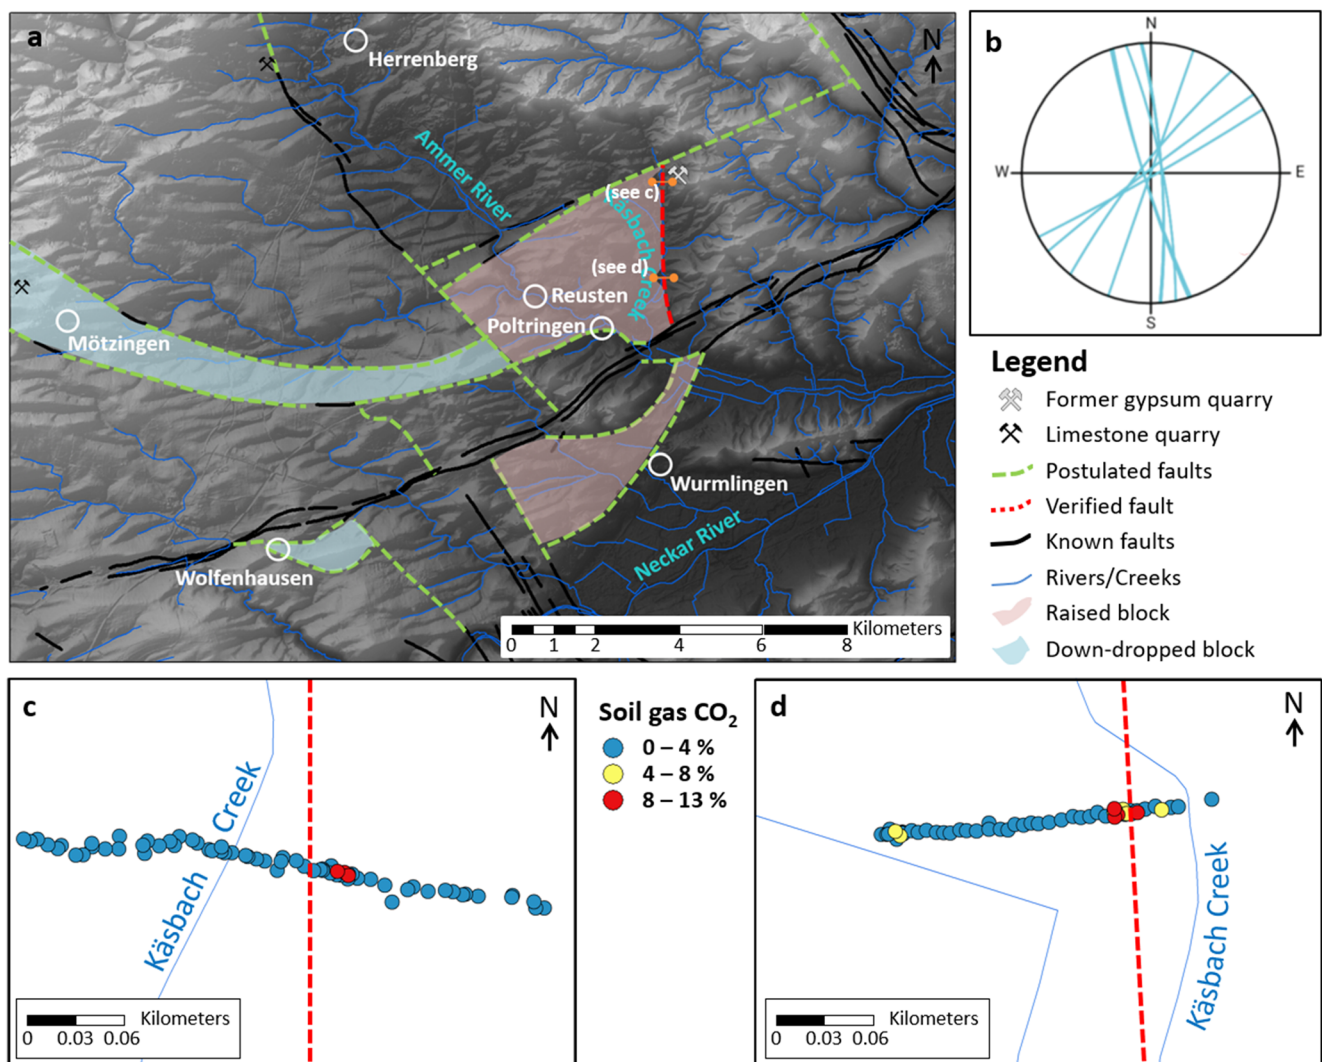 a
Herrenberg
N
Ammer River
(see c)
Käsbach Creek
(see d)
Reusten
Poltringen
Mötzingen
Wurmlingen
Neckar River
Wolfenhausen
0 1 2 4 6 8 Kilometers
b
N
W
E
S
Legend
Former gypsum quarry
Limestone quarry
Postulated faults
Verified fault
Known faults
Rivers/Creeks
Raised block
Down-dropped block
c
N
Käsbach Creek
Kilometers
0 0.03 0.06
Soil gas CO₂
0 – 4 %
4 – 8 %
8 – 13 %
d
N
Käsbach Creek
Kilometers
0 0.03 0.06